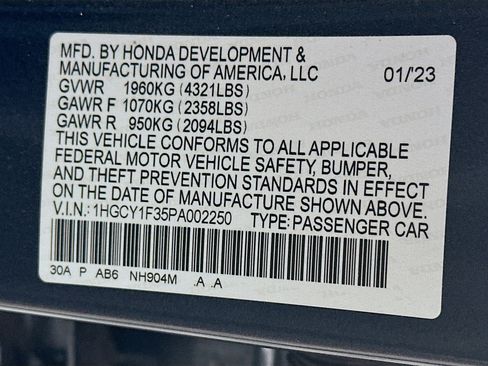 MFD. BY HONDA DEVELOPMENT &
MANUFACTURING OF AMERICA, LLC 01/23
GVWR 1960KG (4321LBS)
GAWR F 1070KG (2358LBS)
GAWR R 950KG (2094LBS)
THIS VEHICLE CONFORMS TO ALL APPLICABLE
FEDERAL MOTOR VEHICLE SAFETY, BUMPER,
AND THEFT PREVENTION STANDARDS IN EFFECT
ON THE DATE OF MANUFACTURE SHOWN ABOVE.
V.I.N.: 1HGCY1F35PA002250 TYPE: PASSENGER CAR
30A P AB6 NH904M .A .A